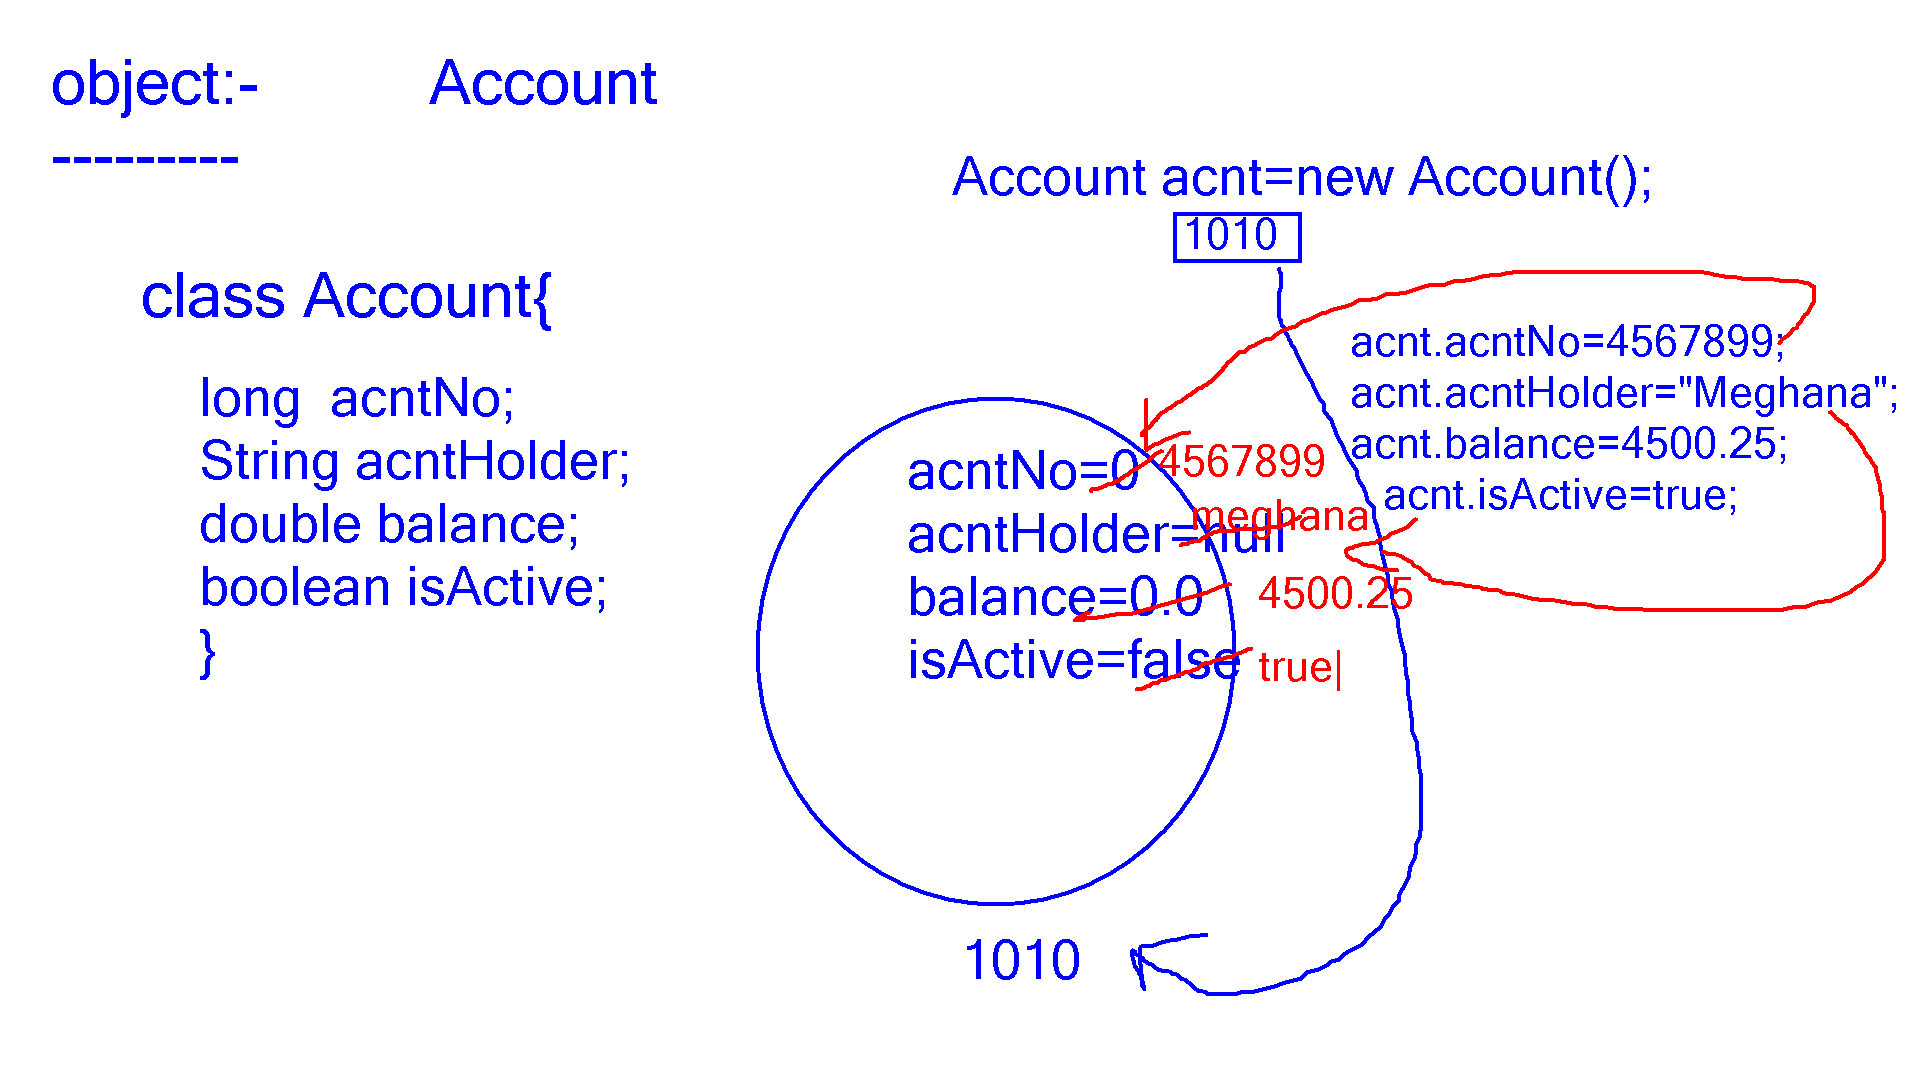 object:- Account
---------
Account acnt=new Account();
1010
class Account{
long acntNo;
String acntHolder;
double balance;
boolean isActive;
}
acnt.acntNo=4567899;
acnt.acntHolder="Meghana";
acnt.balance=4500.25;
acnt.isActive=true;
acntNo=0 4567899
acntHolder=null meghana
balance=0.0 4500.25
isActive=false true
1010